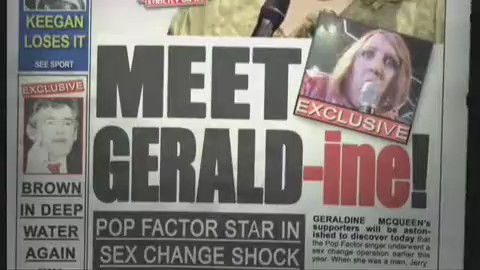 STRICTLY
KEEGAN
LOSES IT
SEE SPORT
EXCLUSIVE
BROWN
IN DEEP
WATER
AGAIN
MEET
GERALD-ine!
EXCLUSIVE
POP FACTOR STAR IN
SEX CHANGE SHOCK
GERALDINE MCQUEEN's
supporters will be aston-
ished to discover today that
the Pop Factor singer underwent a
sex change operation earlier this
year. When she was a man, Jerry